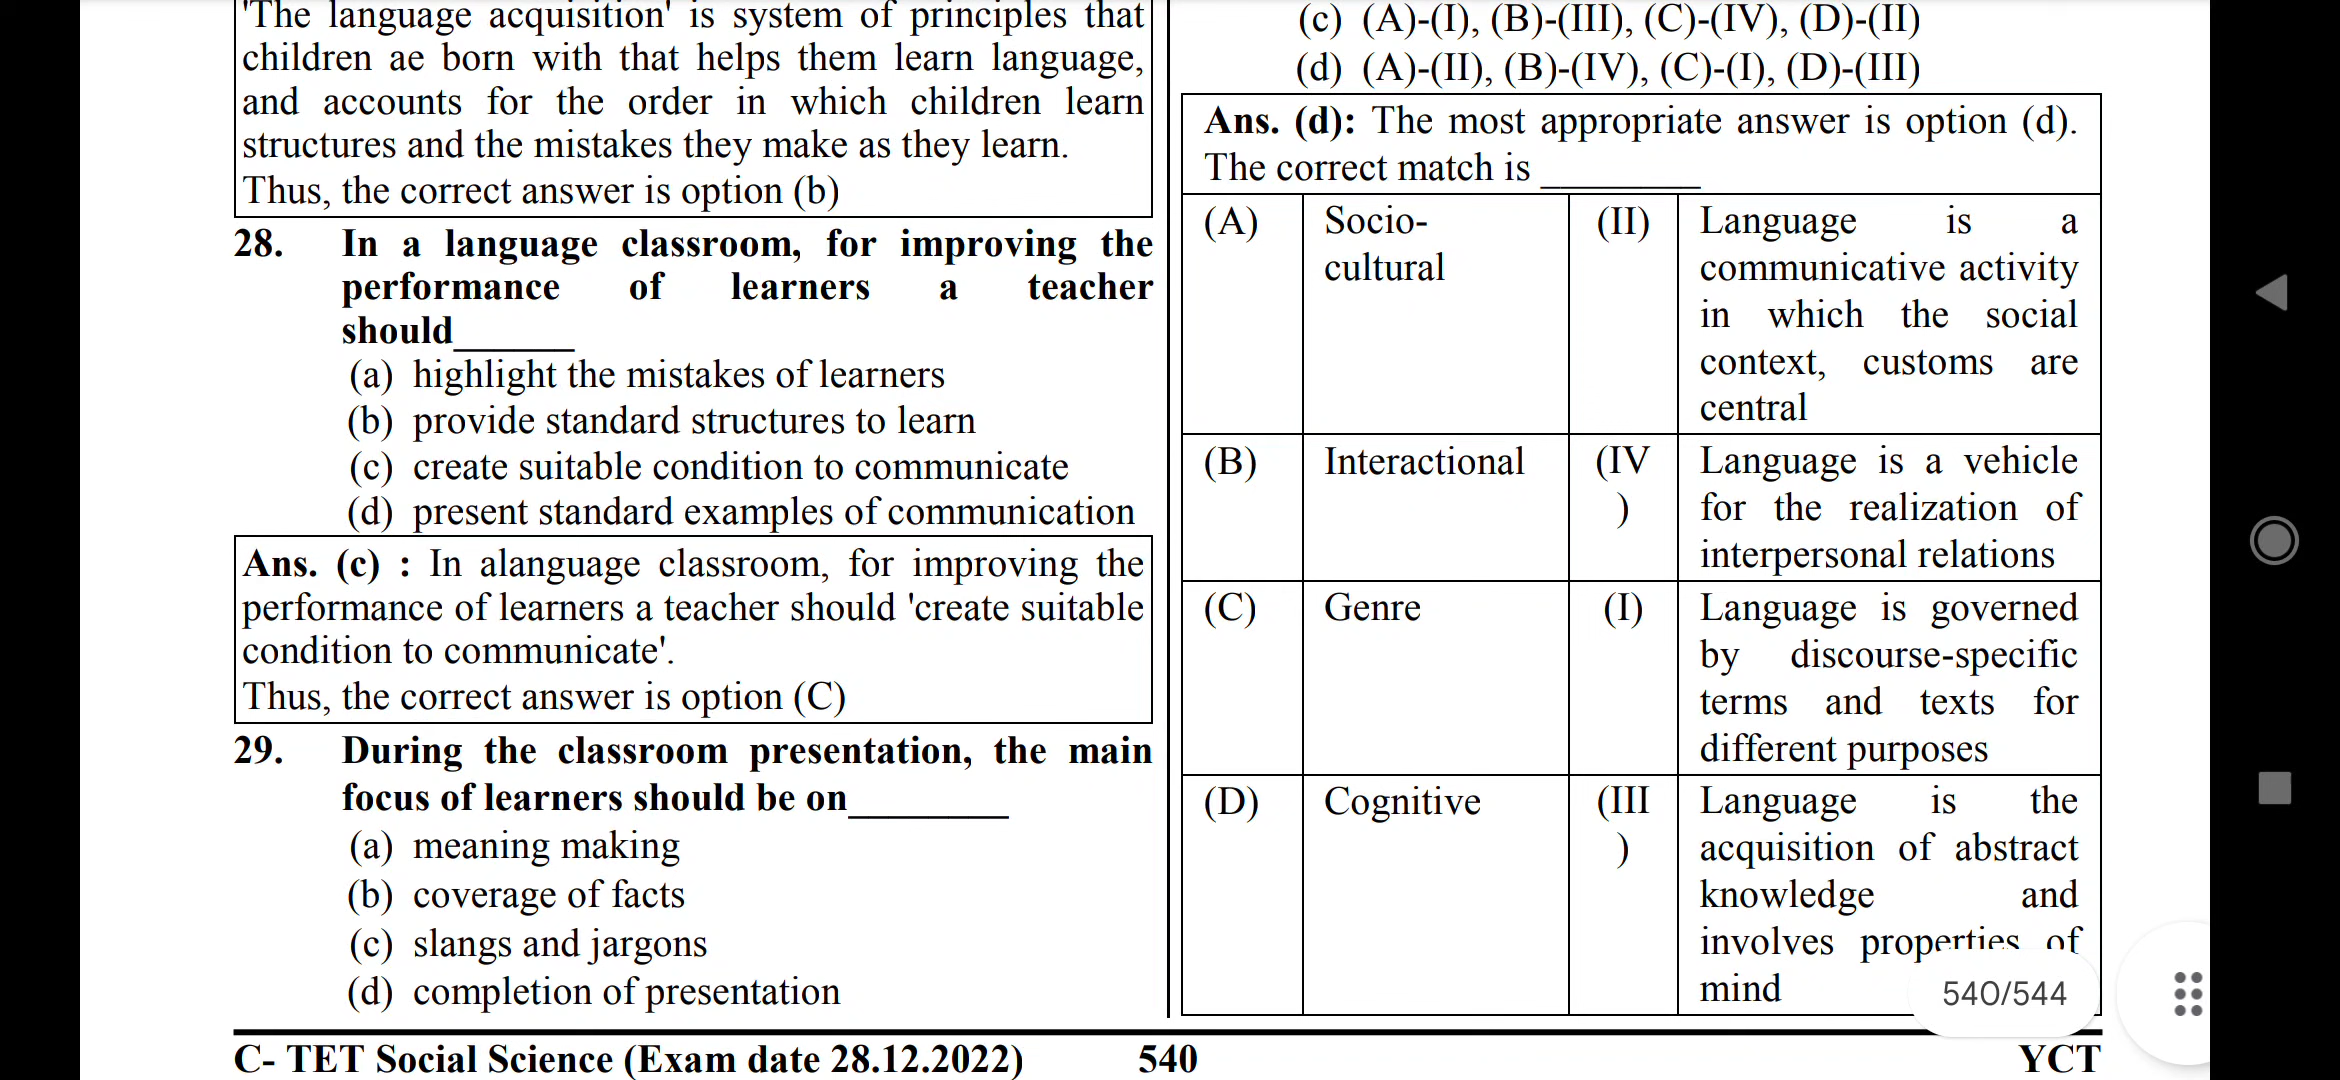 'The language acquisition' is system of principles that
children ae born with that helps them learn language,
and accounts for the order in which children learn
structures and the mistakes they make as they learn.
Thus, the correct answer is option (b)
28. In a language classroom, for improving the
performance of learners a teacher
should______
(a) highlight the mistakes of learners
(b) provide standard structures to learn
(c) create suitable condition to communicate
(d) present standard examples of communication
Ans. (c) : In alanguage classroom, for improving the
performance of learners a teacher should 'create suitable
condition to communicate'.
Thus, the correct answer is option (C)
29. During the classroom presentation, the main
focus of learners should be on________
(a) meaning making
(b) coverage of facts
(c) slangs and jargons
(d) completion of presentation
(c) (A)-(I), (B)-(III), (C)-(IV), (D)-(II)
(d) (A)-(II), (B)-(IV), (C)-(I), (D)-(III)
Ans. (d): The most appropriate answer is option (d).
The correct match is ________
(A) Socio- (II) Language is a
cultural communicative activity
in which the social
context, customs are
central
(B) Interactional (IV Language is a vehicle
) for the realization of
interpersonal relations
(C) Genre (I) Language is governed
by discourse-specific
terms and texts for
different purposes
(D) Cognitive (III Language is the
) acquisition of abstract
knowledge and
involves properties of
mind
540/544
C- TET Social Science (Exam date 28.12.2022) 540 YCT